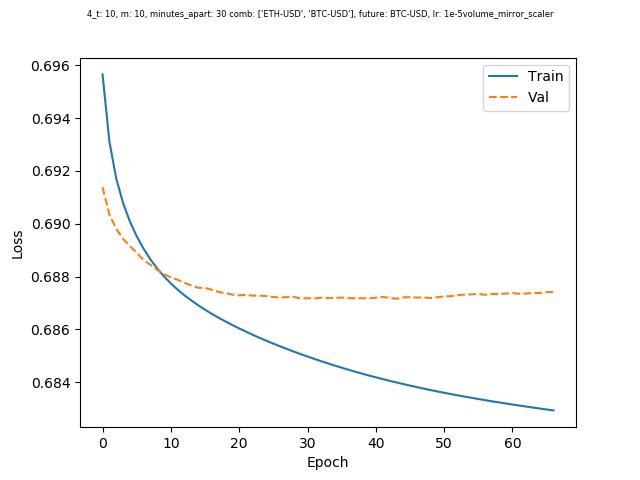 4_t: 10, m: 10, minutes_apart: 30 comb: ['ETH-USD', 'BTC-USD'], future: BTC-USD, lr: 1e-5volume_mirror_scaler
Train
Val
0.696
0.694
0.692
0.690
0.688
0.686
0.684
Loss
0 10 20 30 40 50 60
Epoch